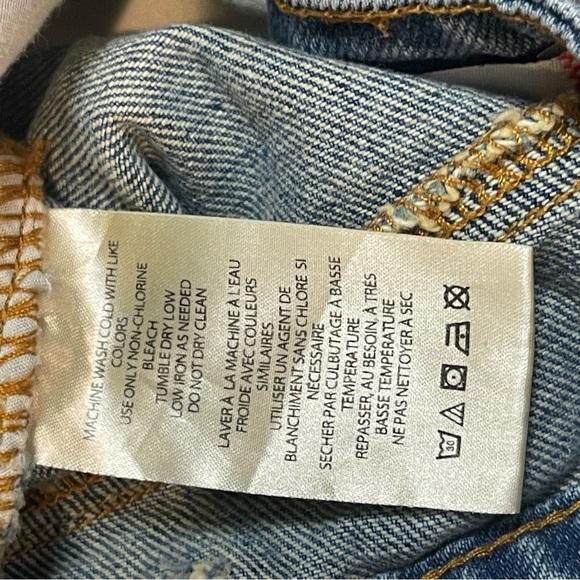 MACHINE WASH COLD WITH LIKE
COLORS
USE ONLY NON-CHLORINE
BLEACH
TUMBLE DRY LOW
LOW IRON AS NEEDED
DO NOT DRY CLEAN
LAVER À LA MACHINE À L'EAU
FROIDE AVEC COULEURS
SIMILAIRES
UTILISER UN AGENT DE
BLANCHIMENT SANS CHLORE SI
NÉCESSAIRE
SECHER PAR CULBUTAGE À BASSE
TEMPÉRATURE
REPASSER, AU BESOIN, À TRÈS
BASSE TEMPÉRATURE
NE PAS NETTOYER À SEC
30